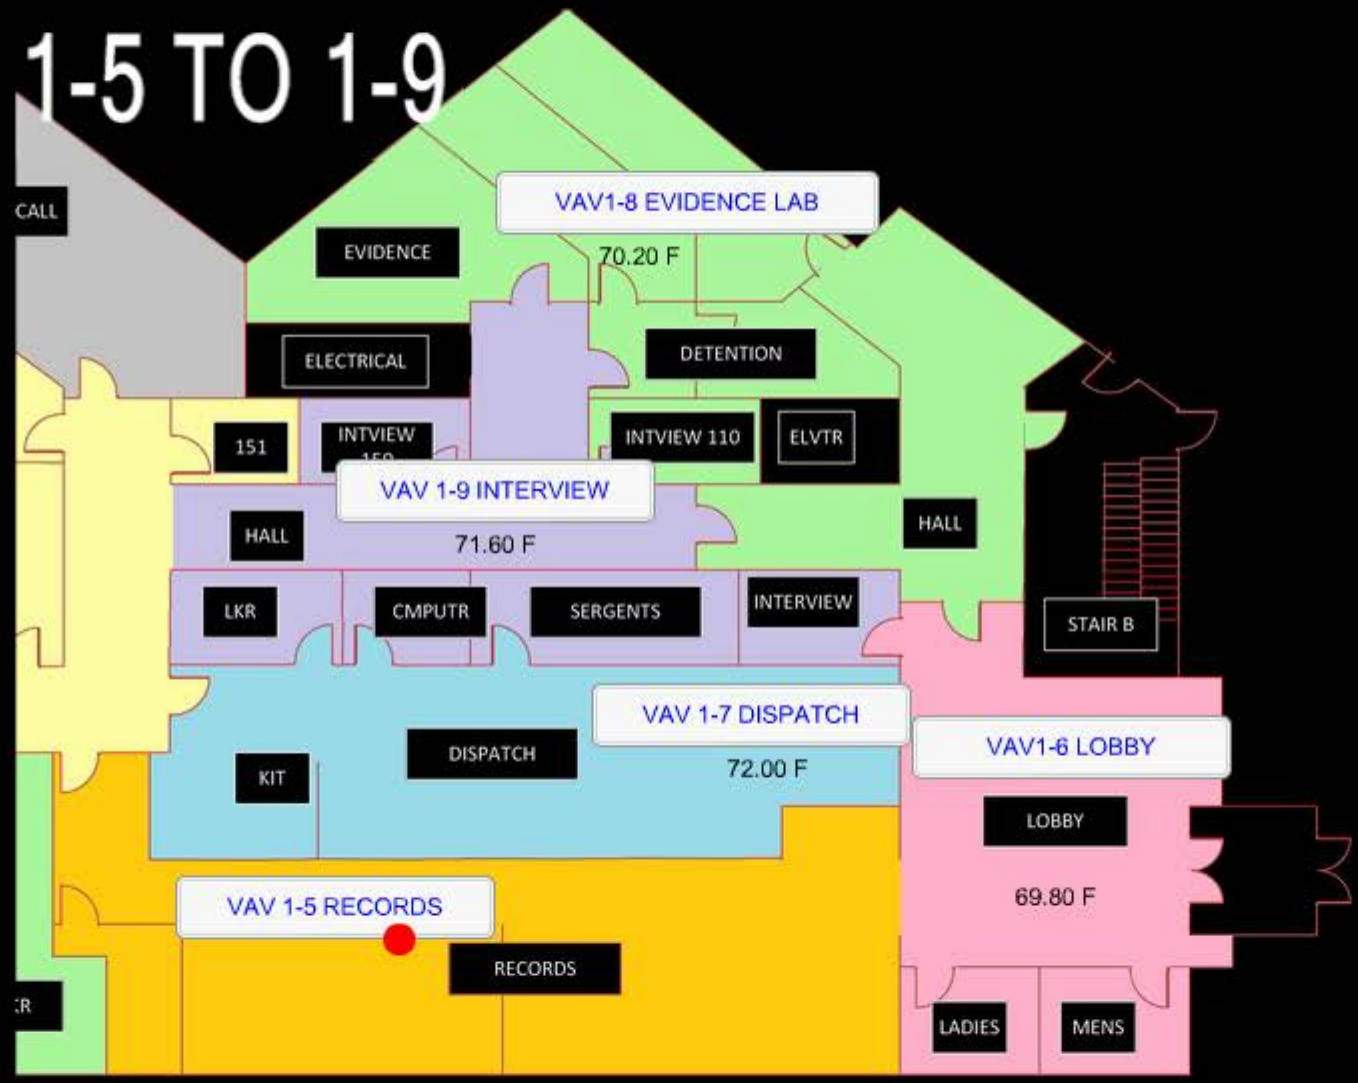 1-5 TO 1-9
CALL
VAV1-8 EVIDENCE LAB
EVIDENCE
70.20 F
ELECTRICAL
DETENTION
151
INTVIEW
INTVIEW 110
ELVTR
VAV 1-9 INTERVIEW
HALL
71.60 F
HALL
LKR
CMPUTR
SERGENTS
INTERVIEW
STAIR B
VAV 1-7 DISPATCH
VAV1-6 LOBBY
DISPATCH
KIT
72.00 F
LOBBY
69.80 F
VAV 1-5 RECORDS
RECORDS
LADIES
MENS